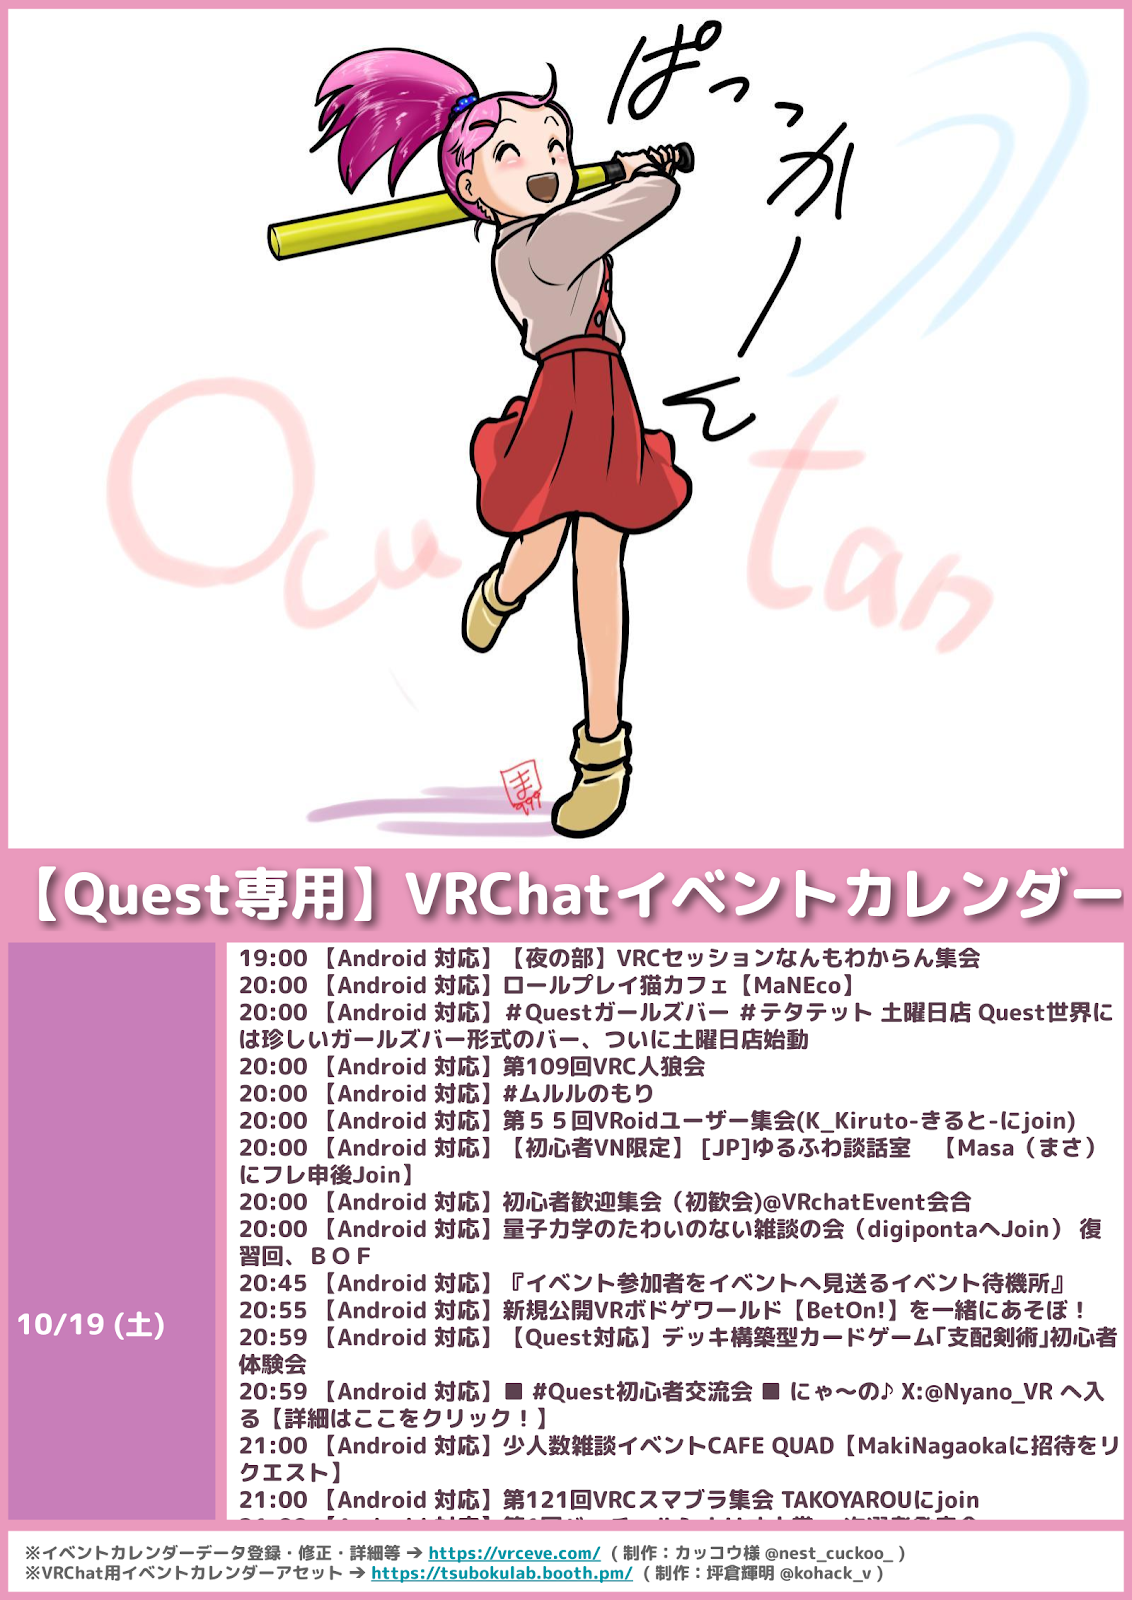 ぱっっかーん
Ocu tan
ま
999
【Quest専用】VRChatイベントカレンダー
10/19 (土)
19:00 【Android 対応】【夜の部】VRCセッションなんもわからん集会
20:00 【Android 対応】ロールプレイ猫カフェ【MaNEco】
20:00 【Android 対応】＃Questガールズバー ＃テタテット 土曜日店 Quest世界に
は珍しいガールズバー形式のバー、ついに土曜日店始動
20:00 【Android 対応】第109回VRC人狼会
20:00 【Android 対応】#ムルルのもり
20:00 【Android 対応】第５５回VRoidユーザー集会(K_Kiruto-きると-にjoin)
20:00 【Android 対応】【初心者VN限定】 [JP]ゆるふわ談話室　【Masa（まさ）
にフレ申後Join】
20:00 【Android 対応】初心者歓迎集会（初歓会)@VRchatEvent会合
20:00 【Android 対応】量子力学のたわいのない雑談の会（digipontaへJoin） 復
習回、ＢＯＦ
20:45 【Android 対応】『イベント参加者をイベントへ見送るイベント待機所』
20:55 【Android 対応】新規公開VRボドゲワールド【BetOn!】を一緒にあそぼ！
20:59 【Android 対応】【Quest対応】デッキ構築型カードゲーム｢支配剣術｣初心者
体験会
20:59 【Android 対応】■ #Quest初心者交流会 ■ にゃ～の♪ X:@Nyano_VR へ入
る【詳細はここをクリック！】
21:00 【Android 対応】少人数雑談イベントCAFE QUAD【MakiNagaokaに招待をリ
クエスト】
21:00 【Android 対応】第121回VRCスマブラ集会 TAKOYAROUにjoin
※イベントカレンダーデータ登録・修正・詳細等 → https://vrceve.com/ ( 制作：カッコウ様 @nest_cuckoo_ )
※VRChat用イベントカレンダーアセット → https://tsubokulab.booth.pm/ ( 制作：坪倉輝明 @kohack_v )